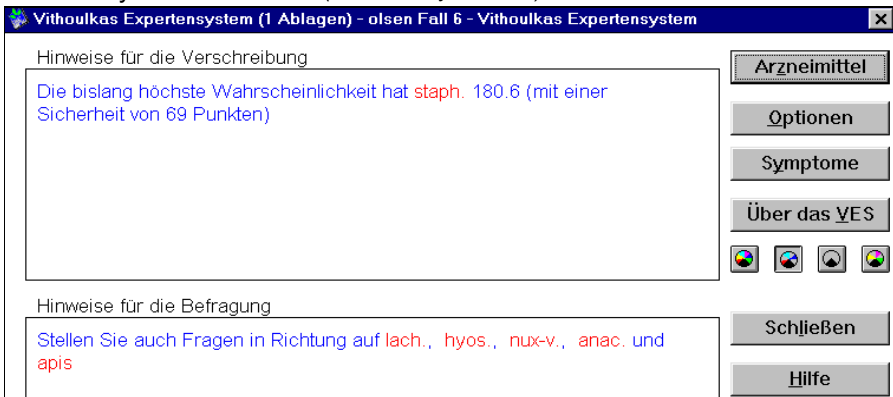 Vithoulkas Expertensystem (1 Ablagen) - olsen Fall 6 - Vithoulkas Expertensystem
Hinweise für die Verschreibung
Die bislang höchste Wahrscheinlichkeit hat staph. 180.6 (mit einer
Sicherheit von 69 Punkten)
Arzneimittel
Optionen
Symptome
Über das VES
Hinweise für die Befragung
Stellen Sie auch Fragen in Richtung auf lach., hyos., nux-v., anac. und
apis
Schließen
Hilfe